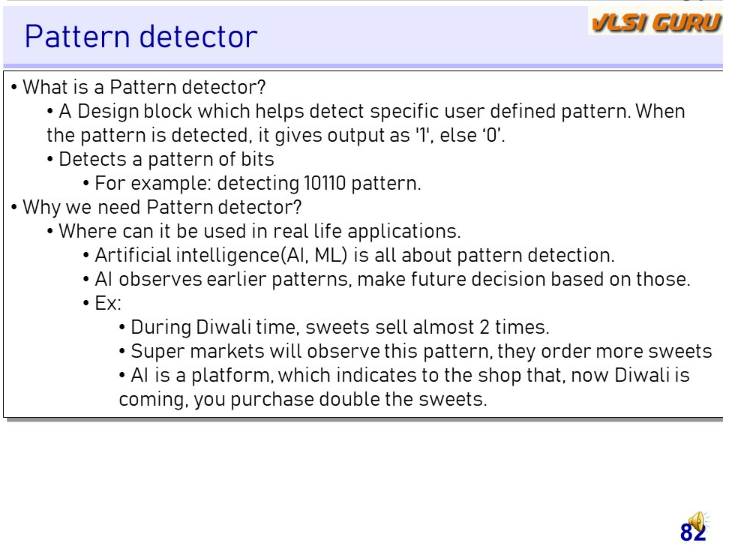 Pattern detector
VLSI GURU
• What is a Pattern detector?
• A Design block which helps detect specific user defined pattern. When
the pattern is detected, it gives output as '1', else ‘0’.
• Detects a pattern of bits
• For example: detecting 10110 pattern.
• Why we need Pattern detector?
• Where can it be used in real life applications.
• Artificial intelligence(AI, ML) is all about pattern detection.
• AI observes earlier patterns, make future decision based on those.
• Ex:
• During Diwali time, sweets sell almost 2 times.
• Super markets will observe this pattern, they order more sweets
• AI is a platform, which indicates to the shop that, now Diwali is
coming, you purchase double the sweets.
82